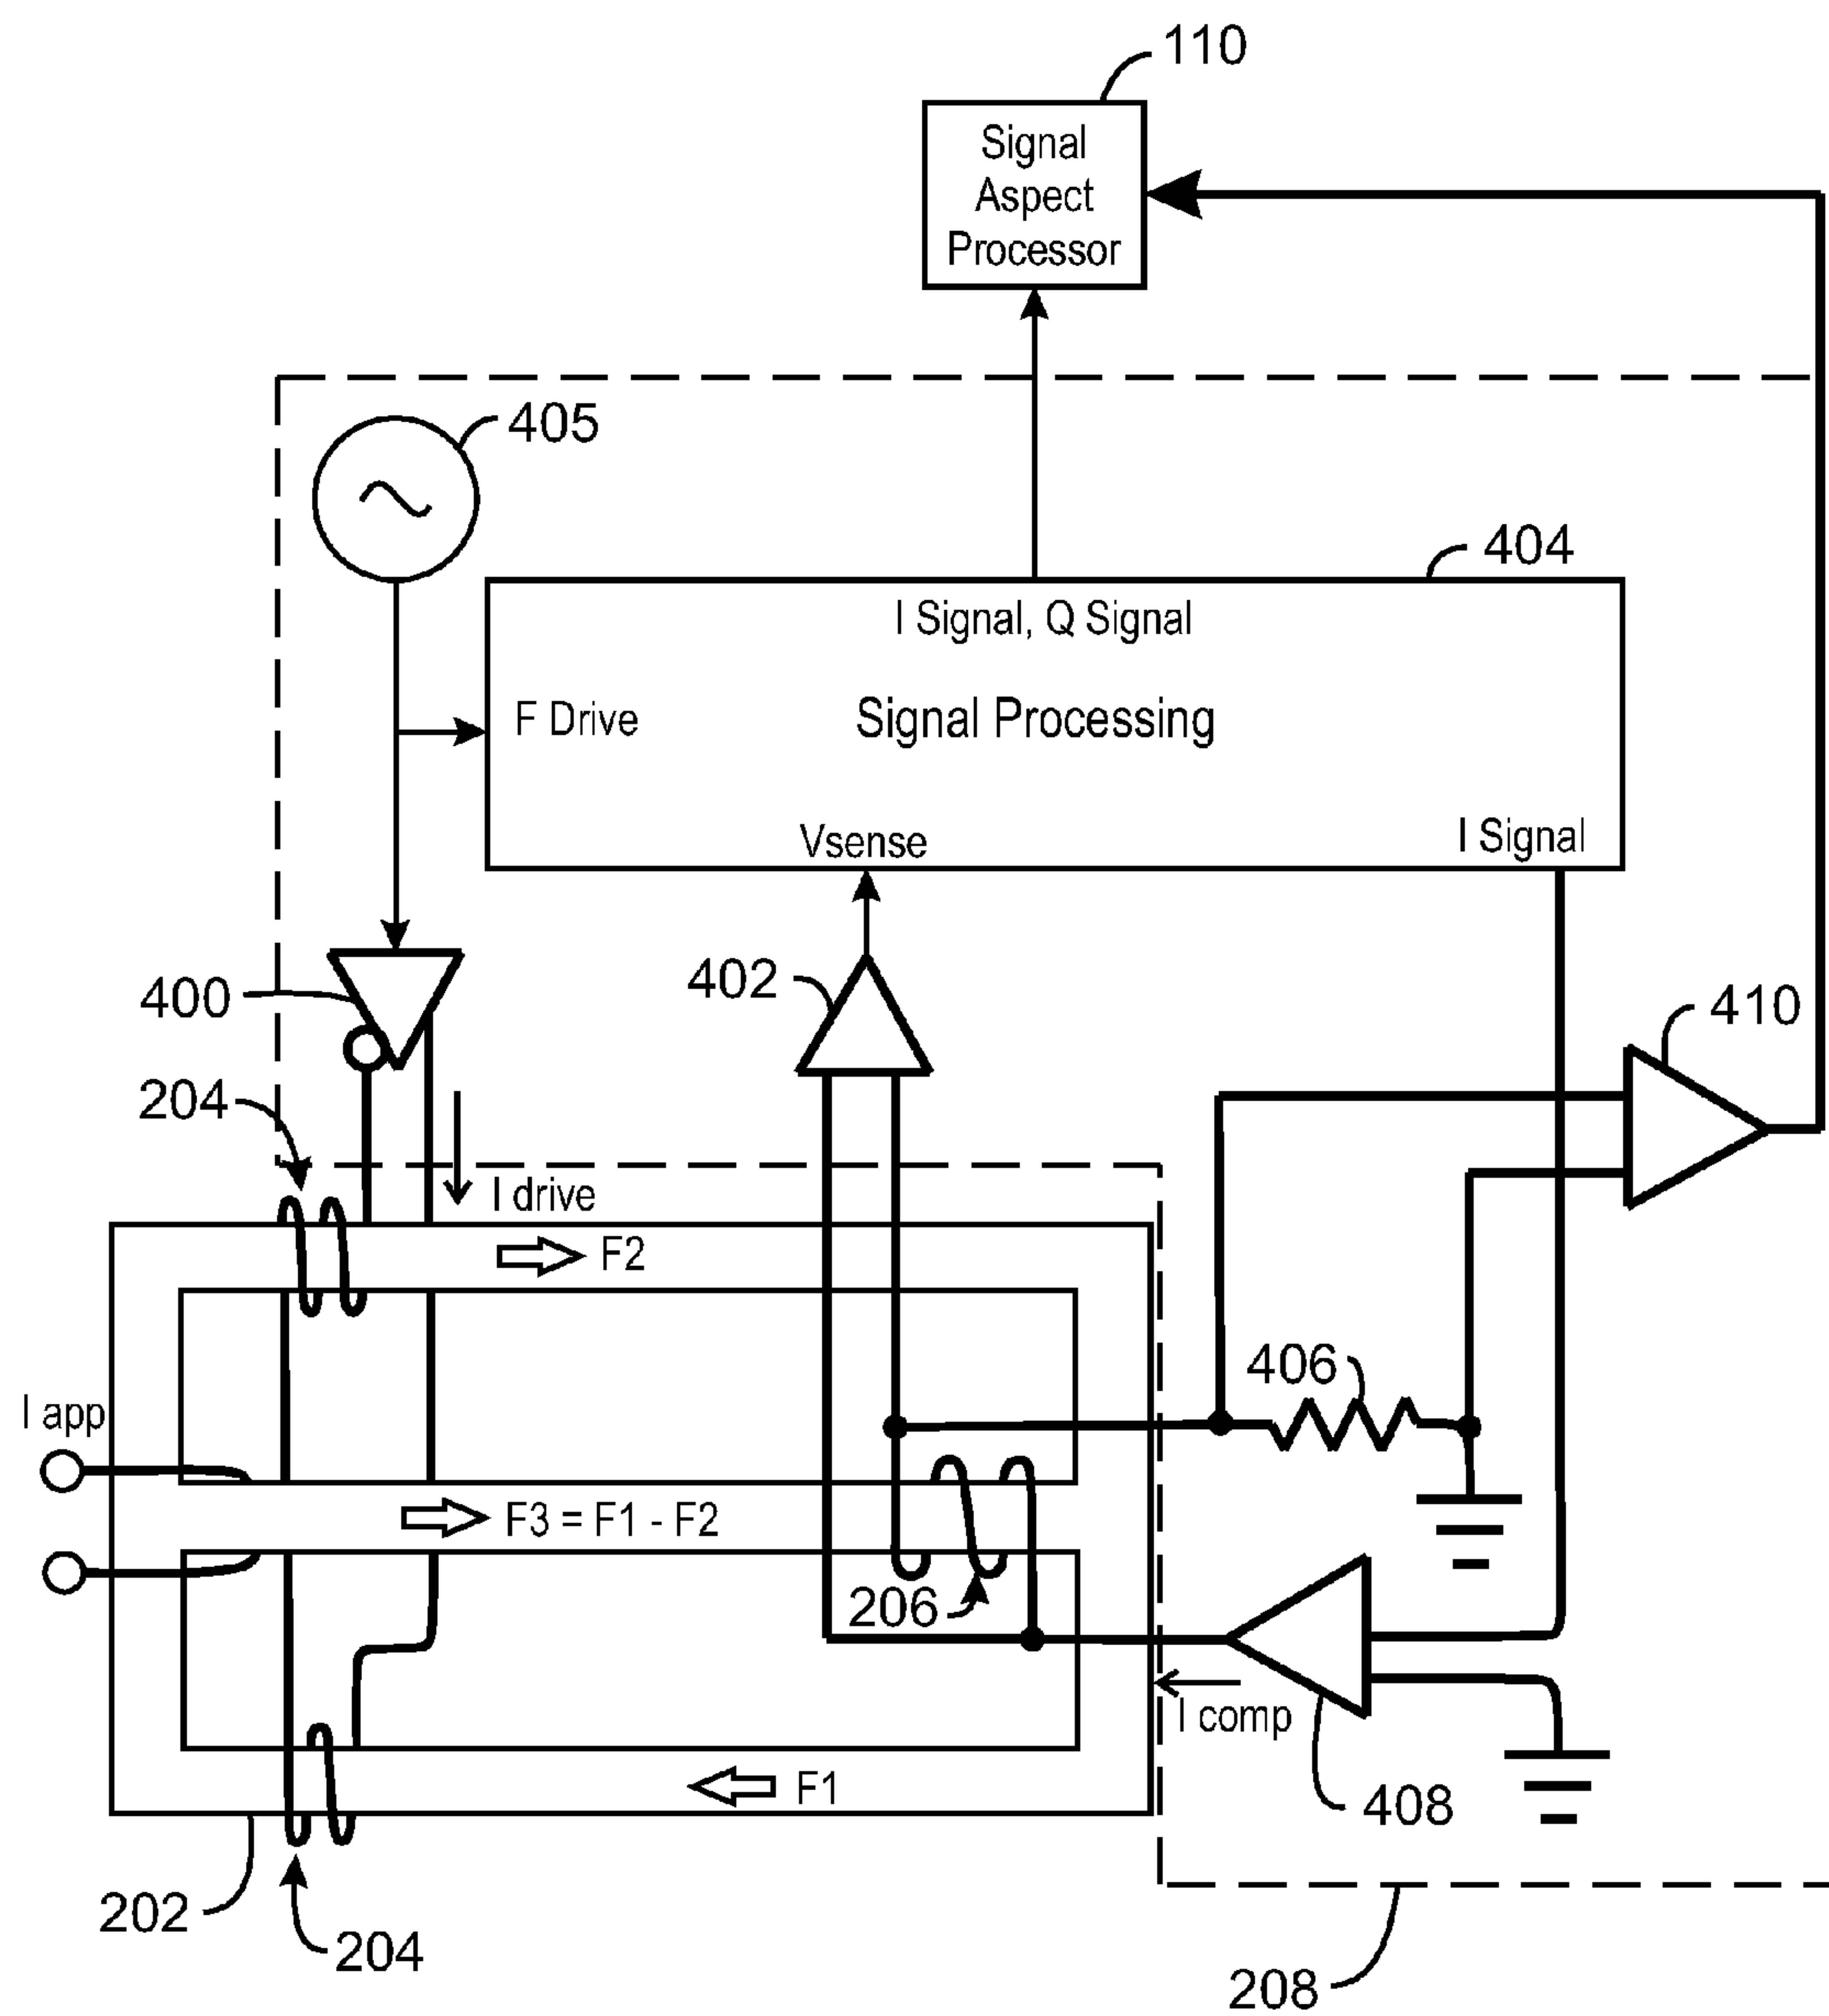 110
Signal
Aspect
Processor
405
404
I Signal, Q Signal
F Drive
Signal Processing
Vsense
I Signal
400
402
410
204
I drive
F2
406
I app
F3 = F1 - F2
206
I comp
F1
408
202
204
208